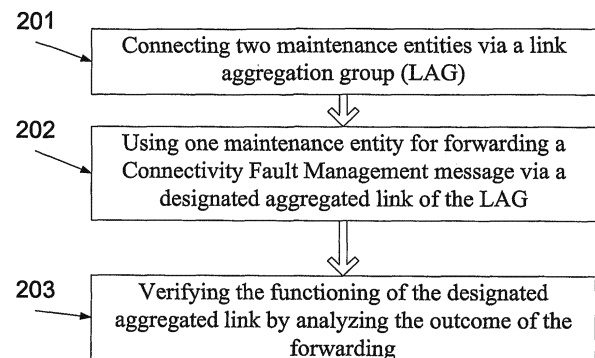 201
Connecting two maintenance entities via a link
aggregation group (LAG)
202
Using one maintenance entity for forwarding a
Connectivity Fault Management message via a
designated aggregated link of the LAG
203
Verifying the functioning of the designated
aggregated link by analyzing the outcome of the
forwarding